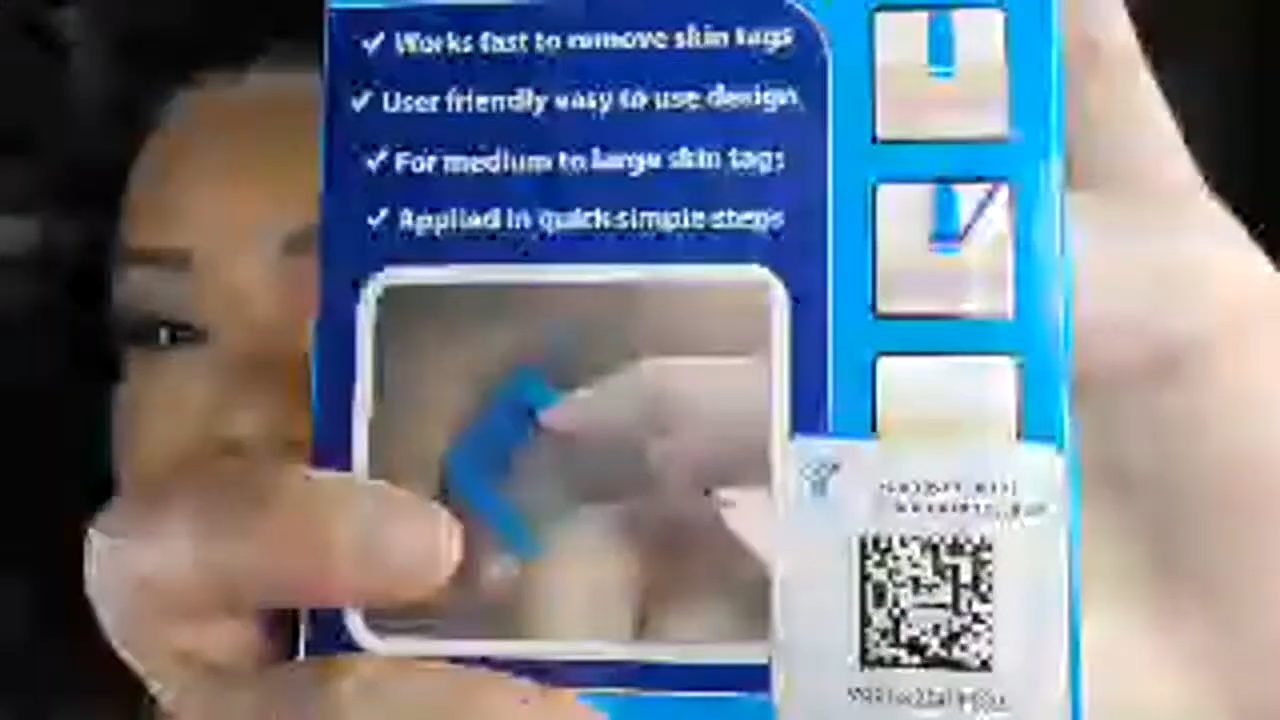 ✓ Works fast to remove skin tags
✓ User friendly easy to use design
✓ For medium to large skin tags
✓ Applied in quick simple steps